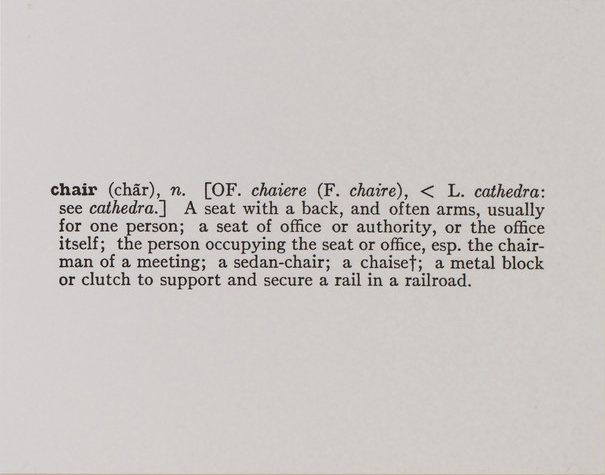 chair (chãr), n. [OF. chaiere (F. chaire), < L. cathedra:
see cathedra.] A seat with a back, and often arms, usually
for one person; a seat of office or authority, or the office
itself; the person occupying the seat or office, esp. the chair-
man of a meeting; a sedan-chair; a chaise†; a metal block
or clutch to support and secure a rail in a railroad.